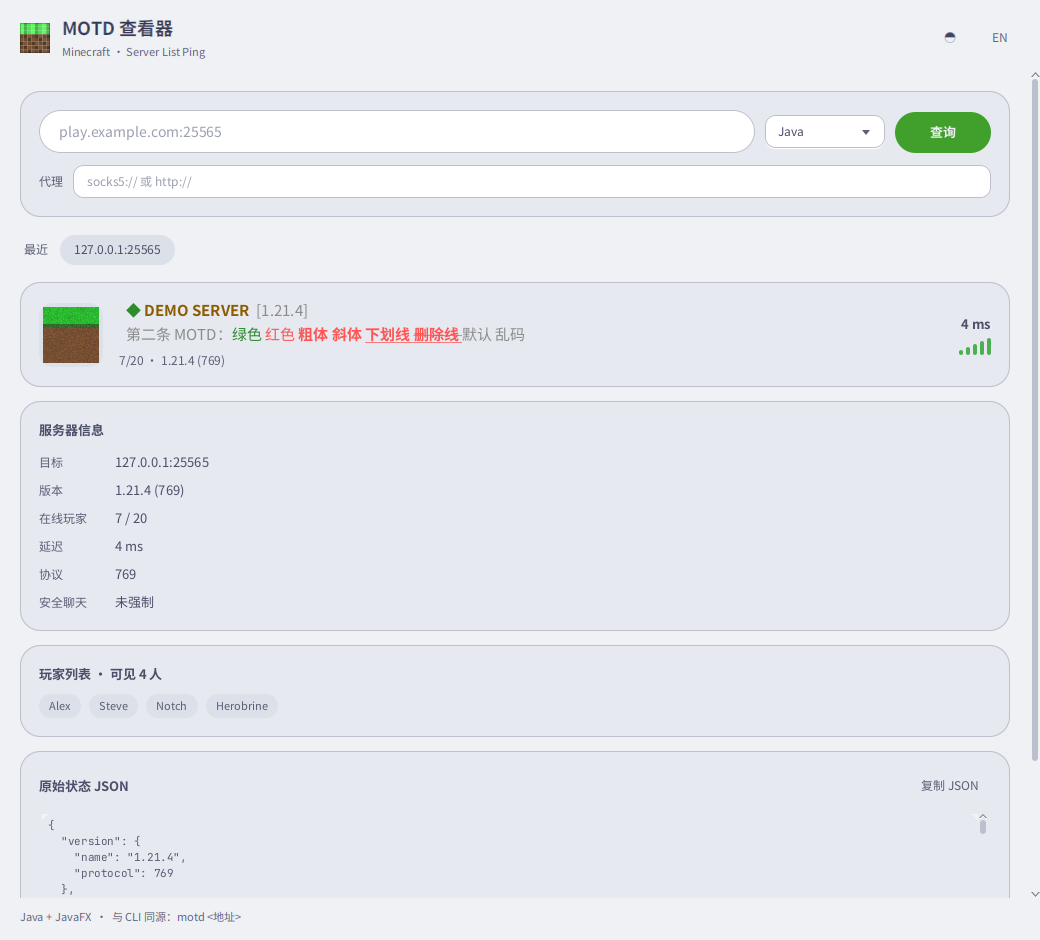 MOTD 查看器
Minecraft · Server List Ping
EN
play.example.com:25565
Java
查询
代理
socks5:// 或 http://
最近
127.0.0.1:25565
◆ DEMO SERVER [1.21.4]
第二条 MOTD：绿色 红色 粗体 斜体 下划线 删除线 默认 乱码
7/20 · 1.21.4 (769)
4 ms
服务器信息
目标 127.0.0.1:25565
版本 1.21.4 (769)
在线玩家 7 / 20
延迟 4 ms
协议 769
安全聊天 未强制
玩家列表 · 可见 4 人
Alex Steve Notch Herobrine
原始状态 JSON
复制 JSON
{
"version": {
"name": "1.21.4",
"protocol": 769
},
Java + JavaFX · 与 CLI 同源：motd <地址>